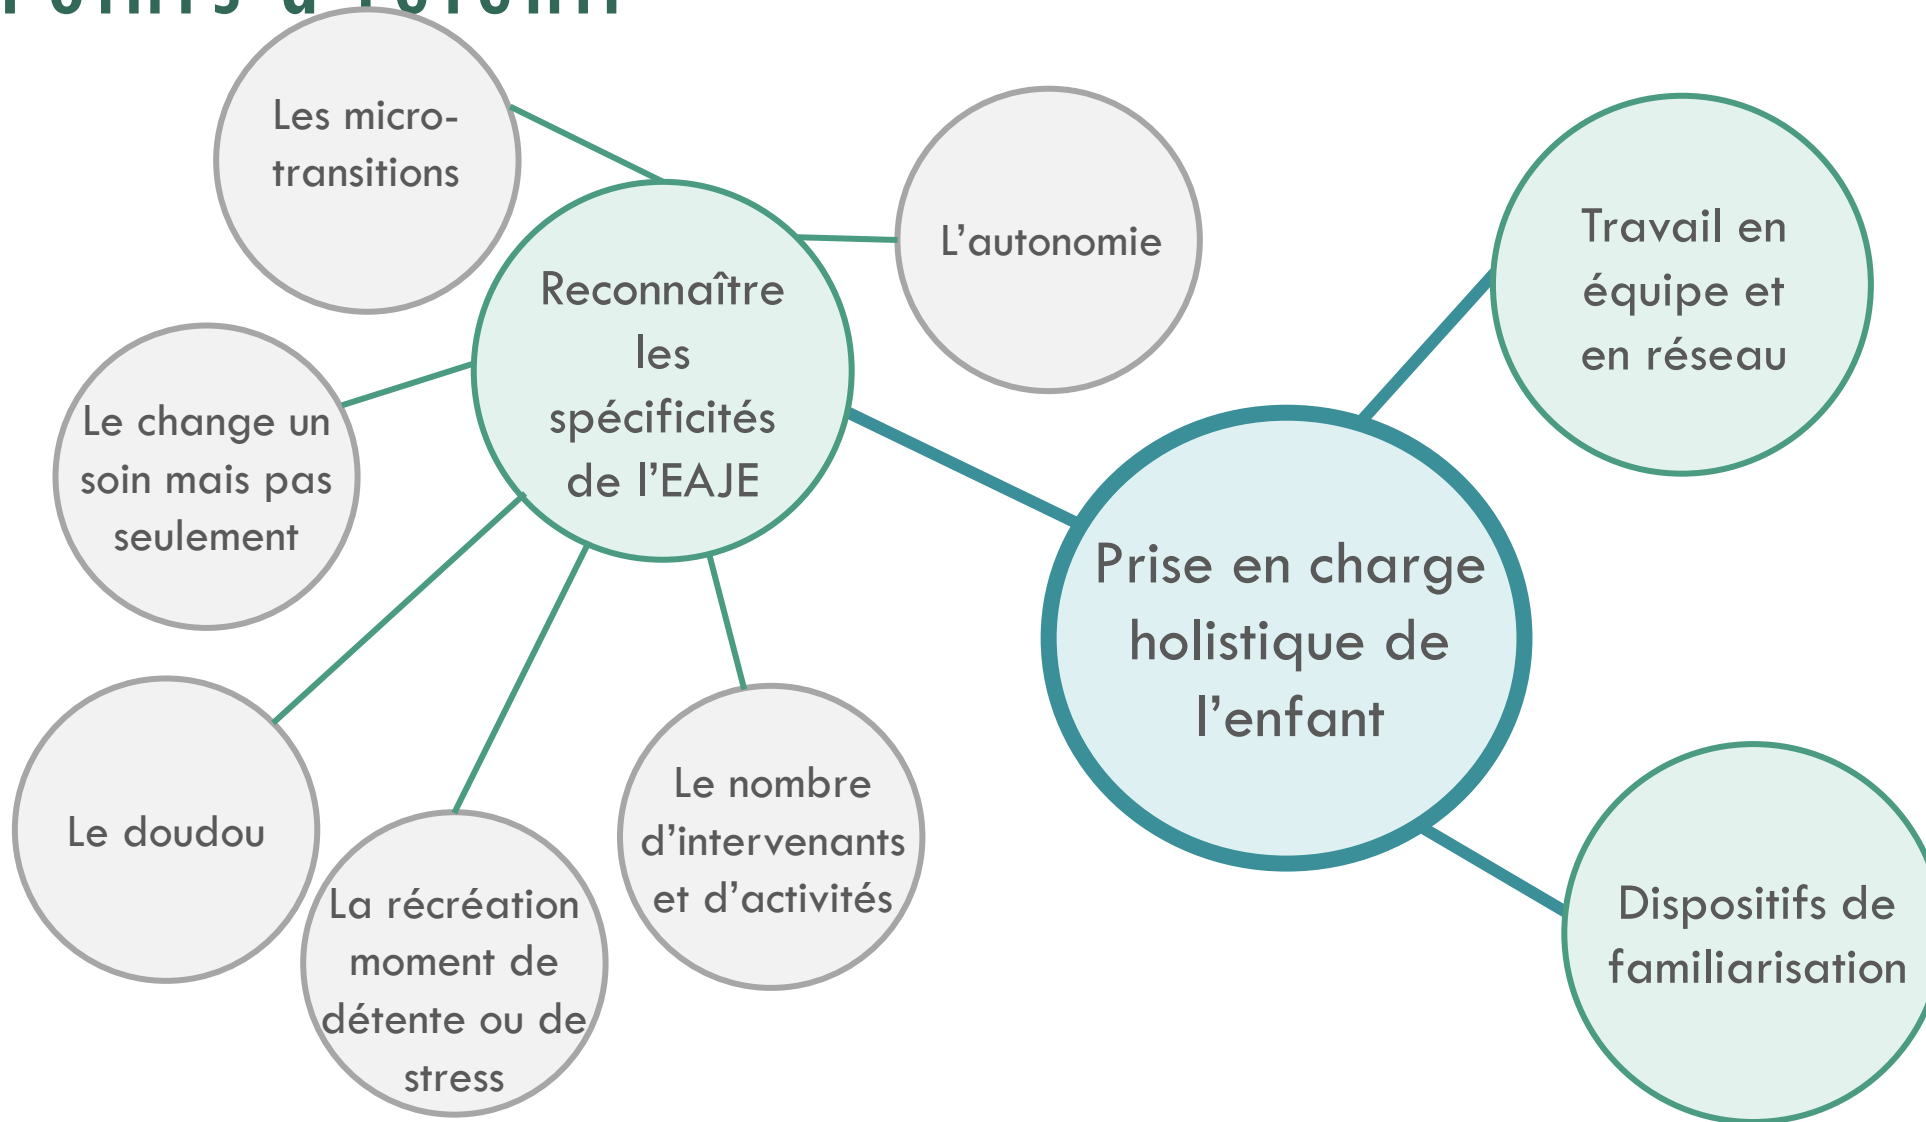 Points à retenir
Les micro-
transitions
L'autonomie
Reconnaître
les
spécificités
de l'EAJE
Travail en
équipe et
en réseau
Le change un
soin mais pas
seulement
Prise en charge
holistique de
l'enfant
Le doudou
Le nombre
d'intervenants
et d'activités
La récréation
moment de
détente ou de
stress
Dispositifs de
familiarisation